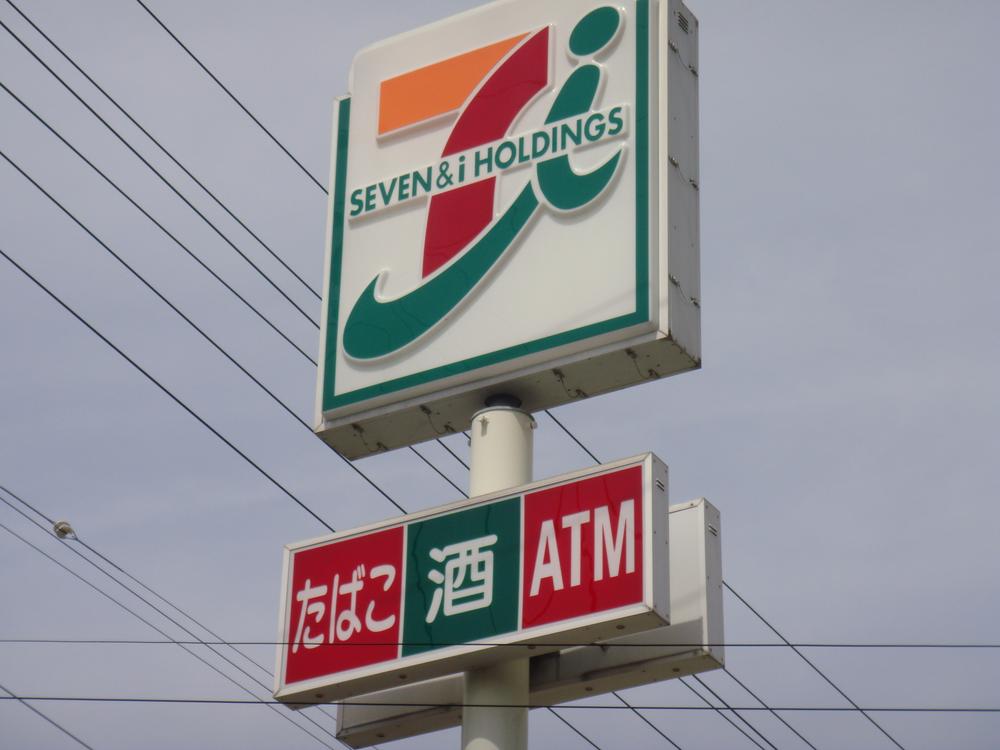 SEVEN & i HOLDINGS
たばこ 酒 ATM